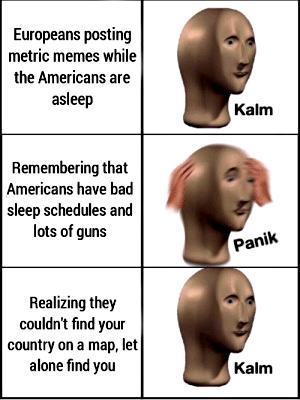 Europeans posting
metric memes while
the Americans are
asleep
Kalm
Remembering that
Americans have bad
sleep schedules and
lots of guns
Panik
Realizing they
couldn't find your
country on a map, let
alone find you
Kalm